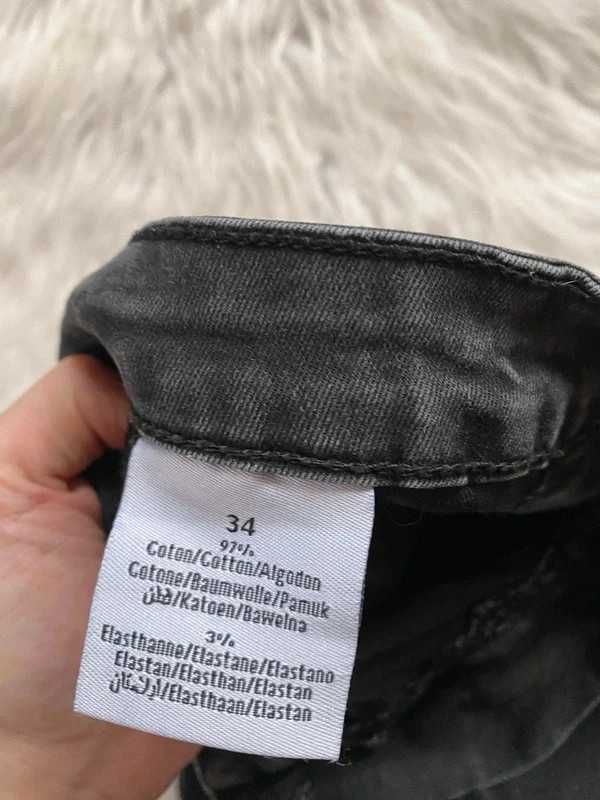 34
97%
Coton/Cotton/Algodon
Cotone/Baumwolle/Pamuk
قطن/Katoen/Bawelna
3%
Elasthanne/Elastane/Elastano
Elastan/Elasthan/Elastan
/Elasthaan/Elastan